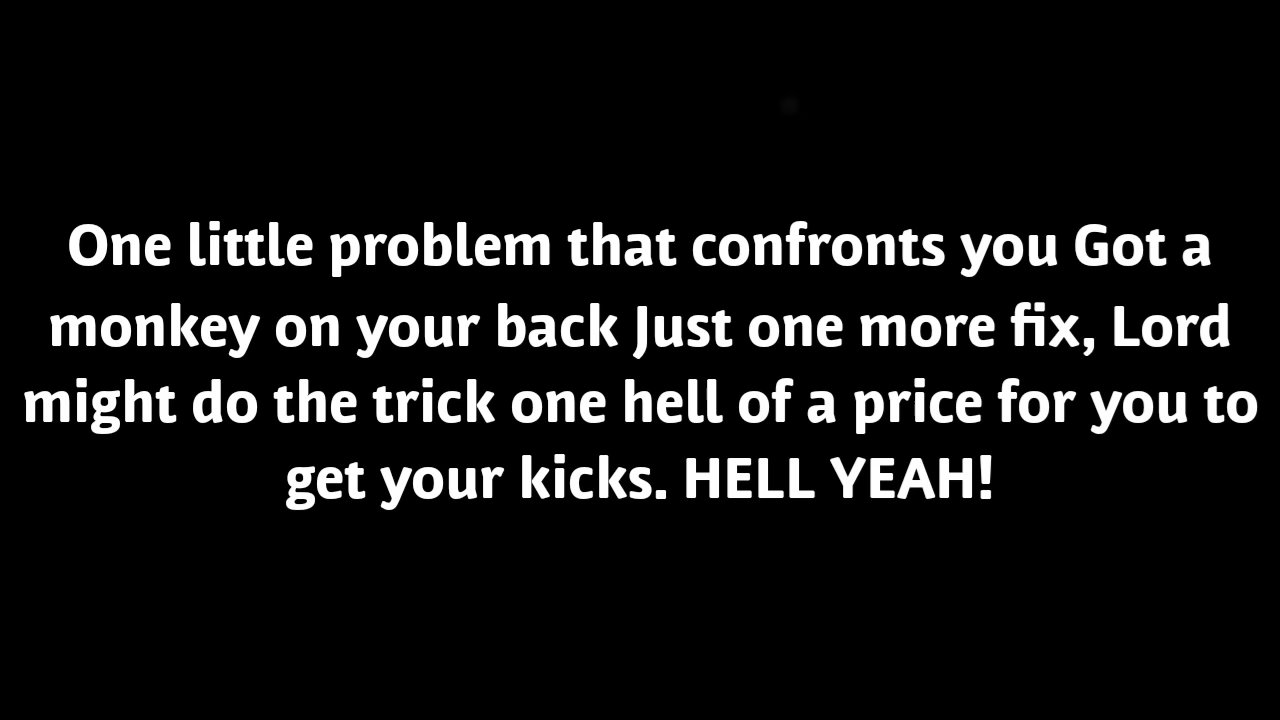 One little problem that confronts you Got a
monkey on your back Just one more fix, Lord
might do the trick one hell of a price for you to
get your kicks. HELL YEAH!